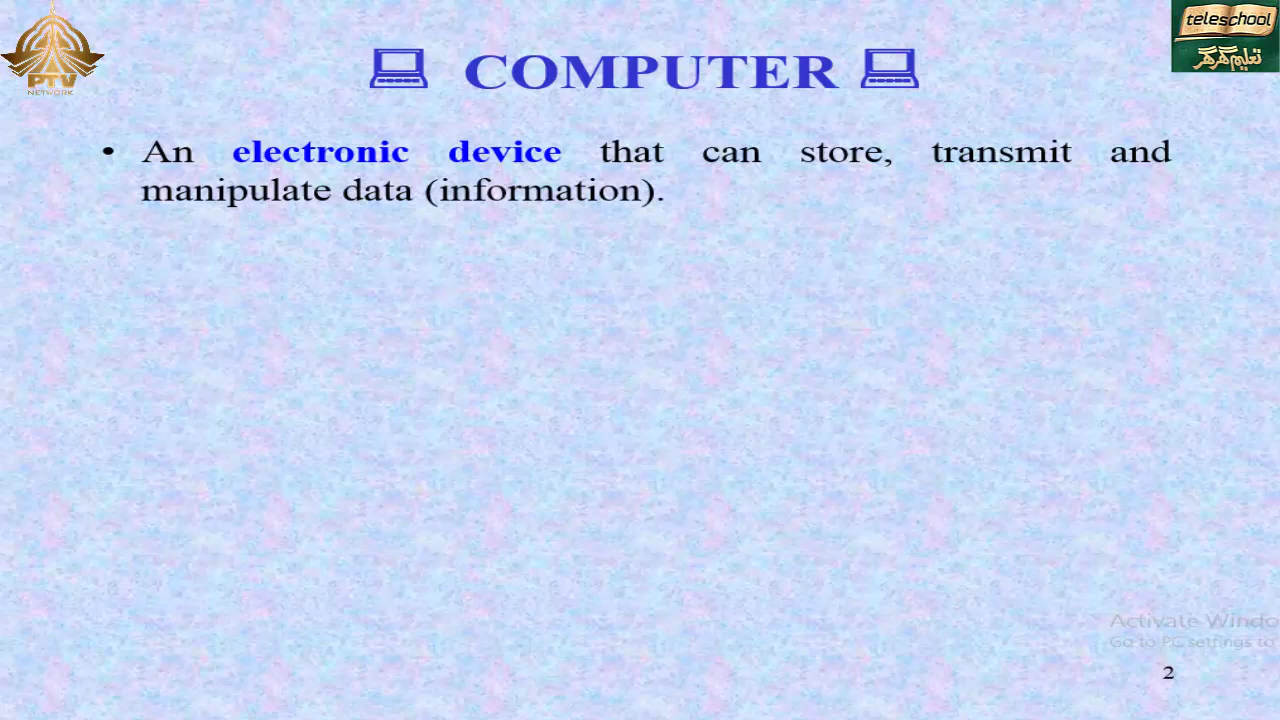 PTV
NETWORK
teleschool
تعلیم گھر گھر
COMPUTER
• An electronic device that can store, transmit and
manipulate data (information).
Activate Windo
Go to PC settings to
2